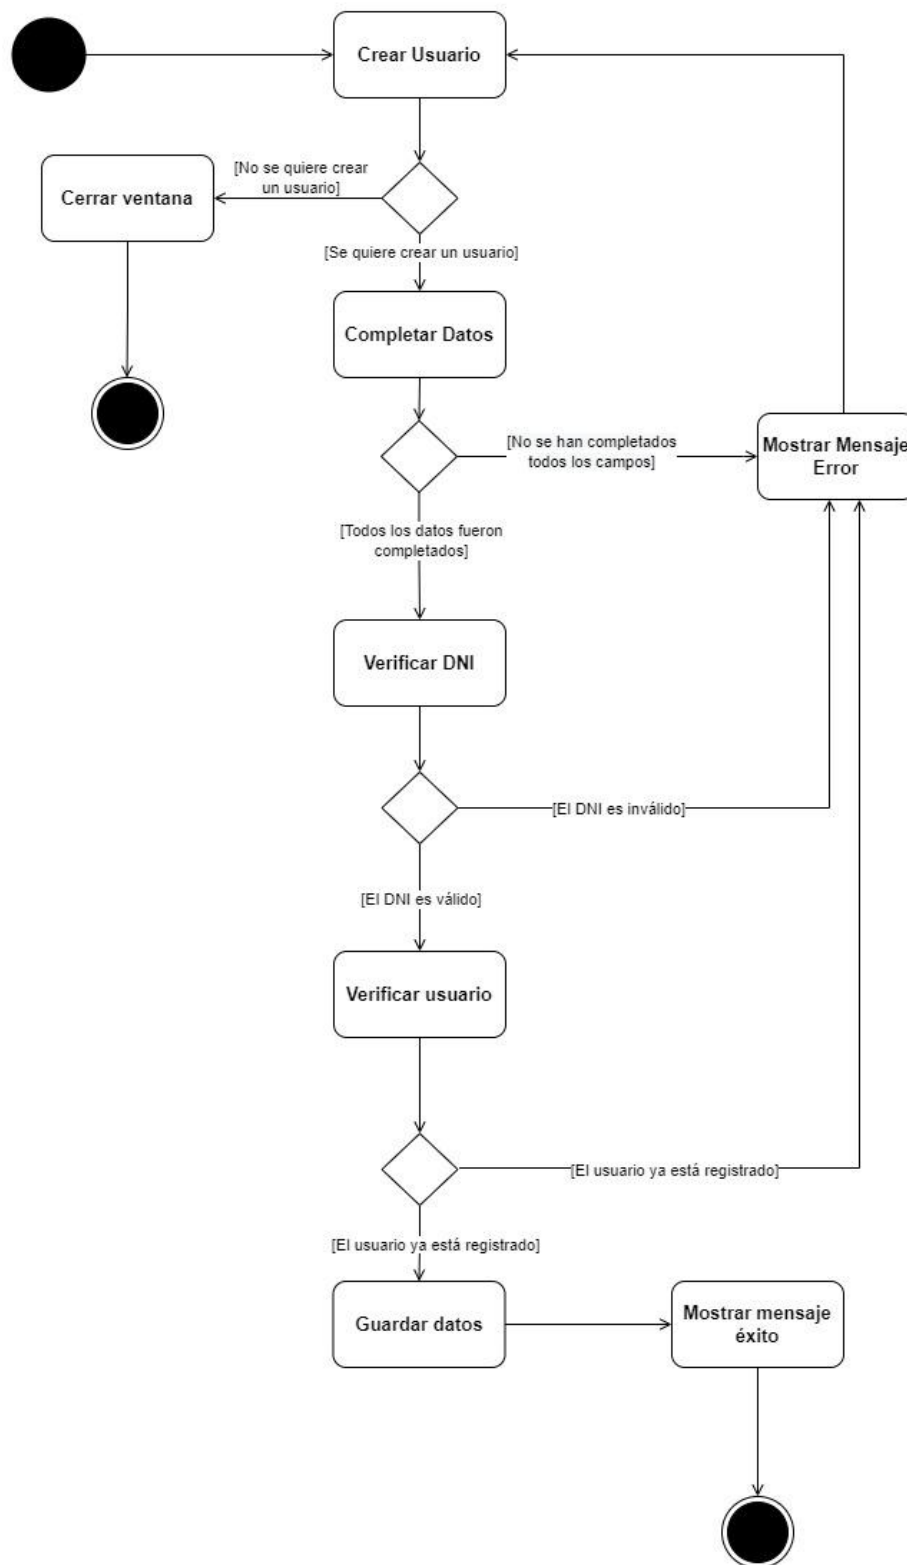 Crear Usuario
[No se quiere crear
un usuario]
Cerrar ventana
[Se quiere crear un usuario]
Completar Datos
[No se han completados
todos los campos]
Mostrar Mensaje
Error
[Todos los datos fueron
completados]
Verificar DNI
[El DNI es inválido]
[El DNI es válido]
Verificar usuario
[El usuario ya está registrado]
[El usuario ya está registrado]
Guardar datos
Mostrar mensaje
éxito